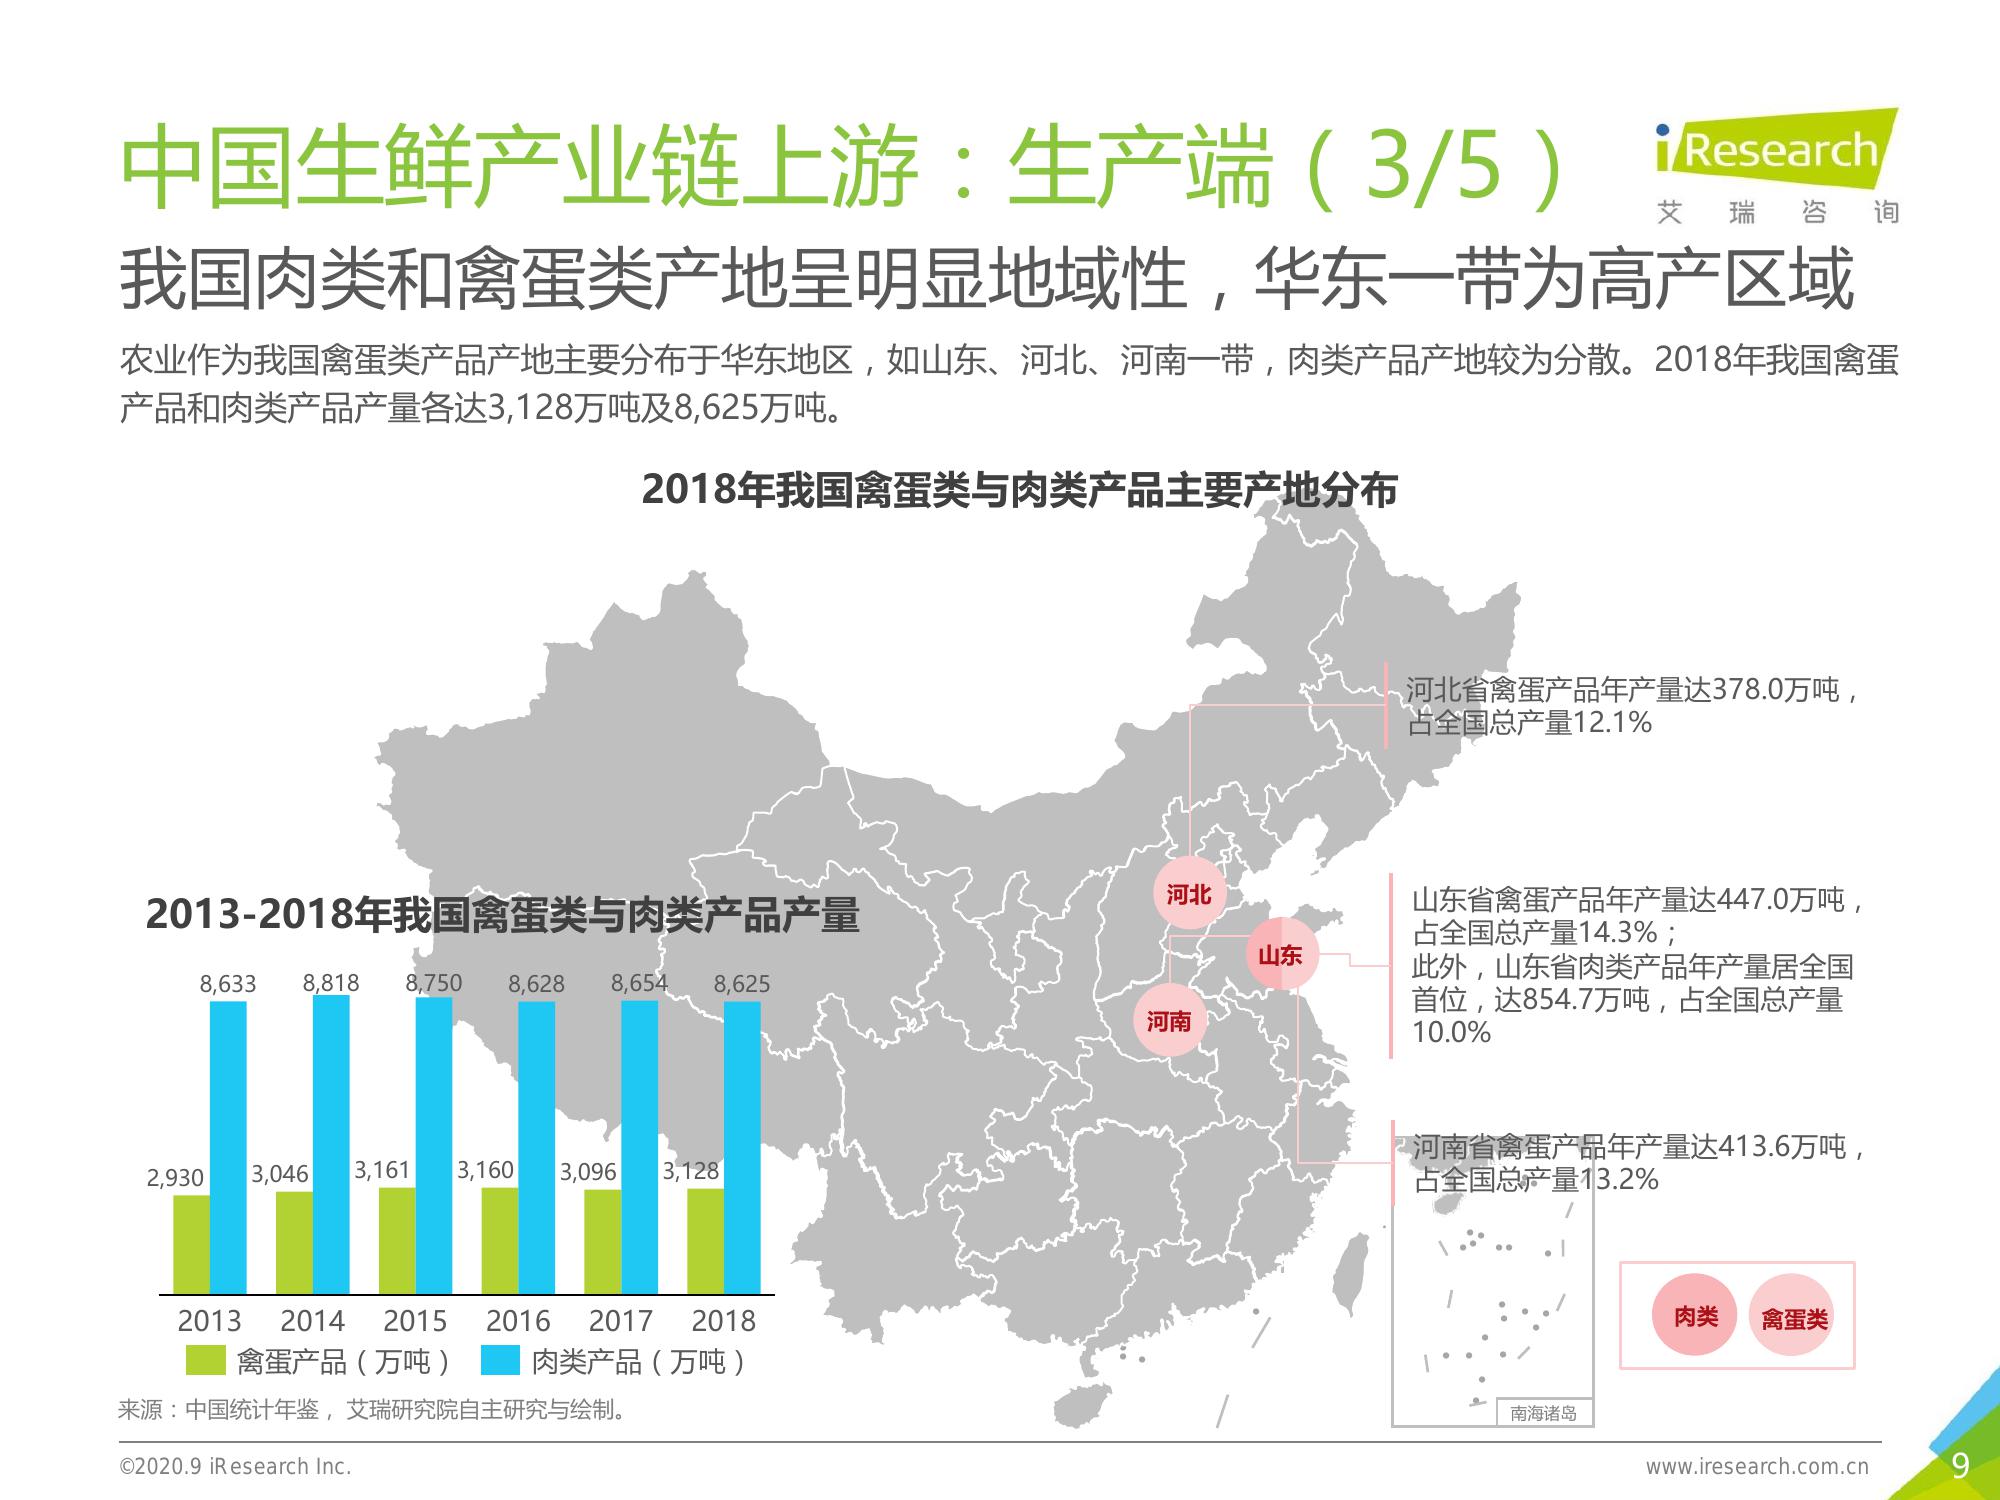 中国生鲜产业链上游：生产端（3/5）
iResearch
艾瑞咨询
我国肉类和禽蛋类产地呈明显地域性，华东一带为高产区域
农业作为我国禽蛋类产品产地主要分布于华东地区，如山东、河北、河南一带，肉类产品产地较为分散。2018年我国禽蛋
产品和肉类产品产量各达3,128万吨及8,625万吨。
2018年我国禽蛋类与肉类产品主要产地分布
河北省禽蛋产品年产量达378.0万吨，
占全国总产量12.1%
河北
山东
河南
山东省禽蛋产品年产量达447.0万吨，
占全国总产量14.3%；
此外，山东省肉类产品年产量居全国
首位，达854.7万吨，占全国总产量
10.0%
河南省禽蛋产品年产量达413.6万吨，
占全国总产量13.2%
肉类 禽蛋类
南海诸岛
2013-2018年我国禽蛋类与肉类产品产量
8,633 8,818 8,750 8,628 8,654 8,625
2,930 3,046 3,161 3,160 3,096 3,128
2013 2014 2015 2016 2017 2018
禽蛋产品（万吨） 肉类产品（万吨）
来源：中国统计年鉴，艾瑞研究院自主研究与绘制。
©2020.9 iResearch Inc.
www.iresearch.com.cn
9